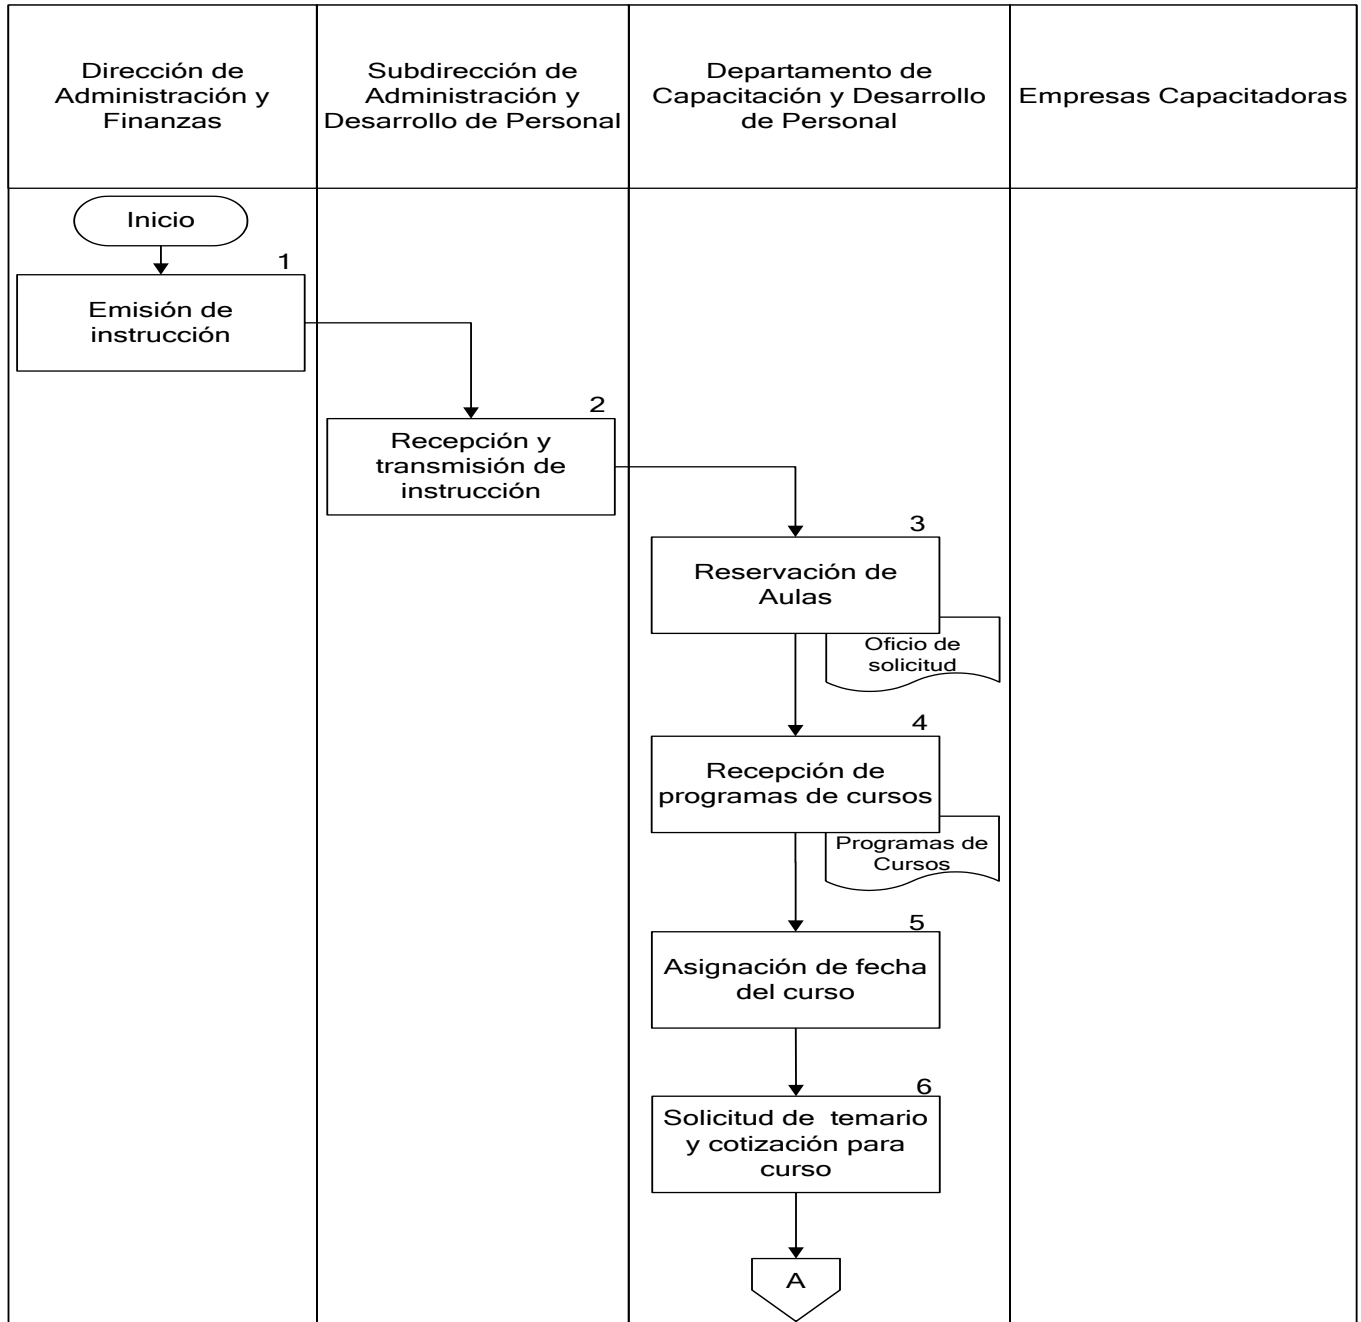 Dirección de
Administración y
Finanzas
Subdirección de
Administración y
Desarrollo de Personal
Departamento de
Capacitación y Desarrollo
de Personal
Empresas Capacitadoras
Inicio
1
Emisión de
instrucción
2
Recepción y
transmisión de
instrucción
3
Reservación de
Aulas
Oficio de
solicitud
4
Recepción de
programas de cursos
Programas de
Cursos
5
Asignación de fecha
del curso
6
Solicitud de  temario
y cotización para
curso
A